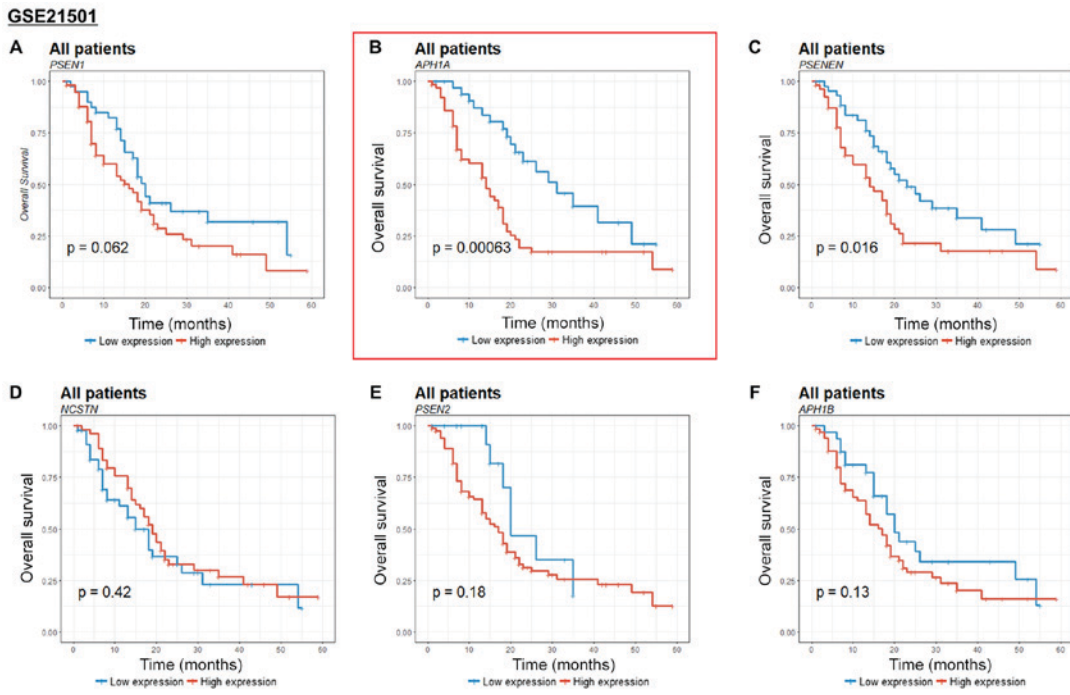 GSE21501
A All patients
PSEN1
1.00
0.75
0.50
0.25
0.00
Overall Survival
p = 0.062
0 10 20 30 40 50 60
Time (months)
Low expression High expression
B All patients
APH1A
1.00
0.75
0.50
0.25
0.00
Overall survival
p = 0.00063
0 10 20 30 40 50 60
Time (months)
Low expression High expression
C All patients
PSENEN
1.00
0.75
0.50
0.25
0.00
Overall survival
p = 0.016
0 10 20 30 40 50 60
Time (months)
Low expression High expression
D All patients
NCSTN
1.00
0.75
0.50
0.25
0.00
Overall survival
p = 0.42
0 10 20 30 40 50 60
Time (months)
Low expression High expression
E All patients
PSEN2
1.00
0.75
0.50
0.25
0.00
Overall survival
p = 0.18
0 10 20 30 40 50 60
Time (months)
Low expression High expression
F All patients
APH1B
1.00
0.75
0.50
0.25
0.00
Overall survival
p = 0.13
0 10 20 30 40 50 60
Time (months)
Low expression High expression